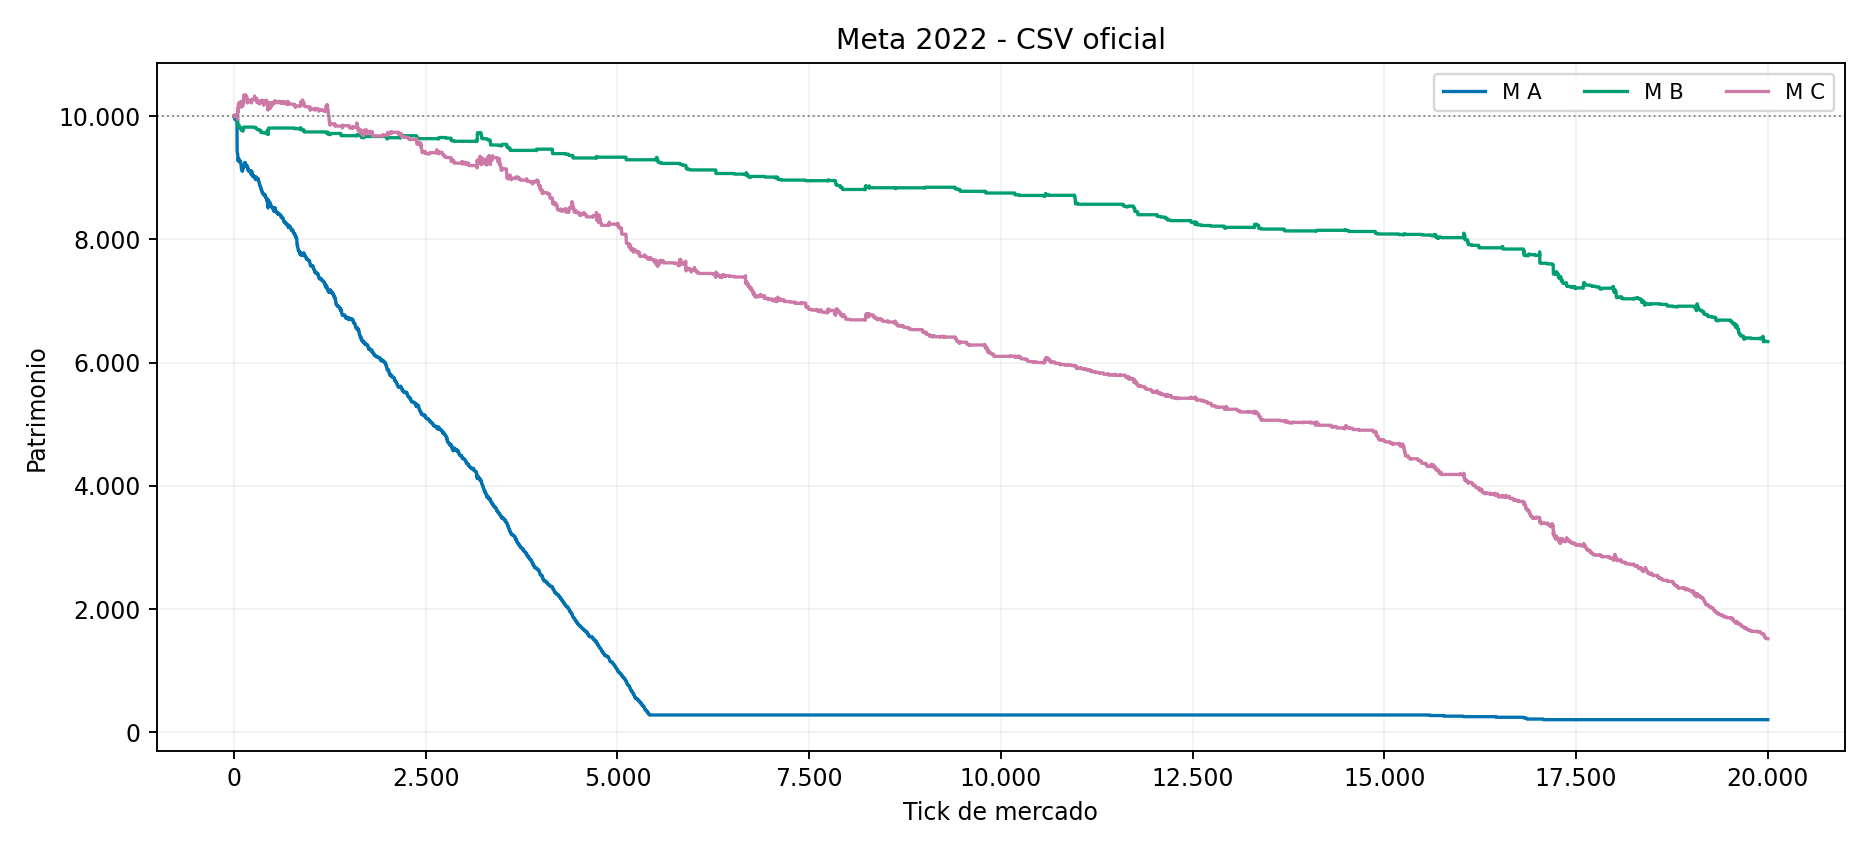 Meta 2022 - CSV oficial
M A
M B
M C
Patrimonio
10.000
8.000
6.000
4.000
2.000
0
0
2.500
5.000
7.500
10.000
12.500
15.000
17.500
20.000
Tick de mercado